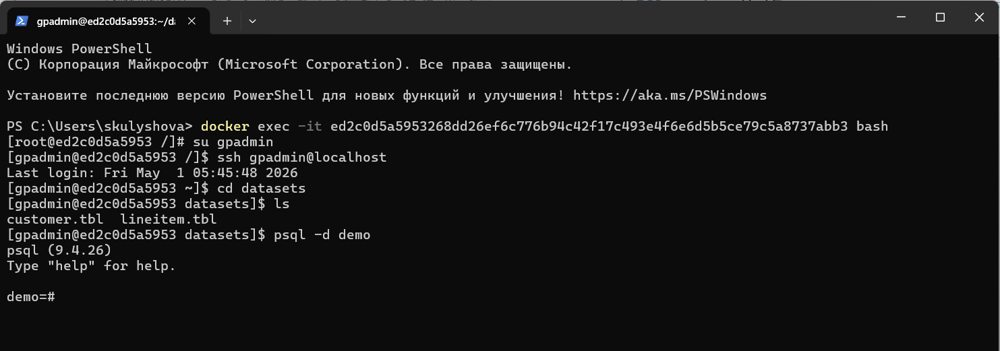 gpadmin@ed2c0d5a5953:~/da
Windows PowerShell
(C) Корпорация Майкрософт (Microsoft Corporation). Все права защищены.
Установите последнюю версию PowerShell для новых функций и улучшения! https://aka.ms/PSWindows
PS C:\Users\skulyshova> docker exec -it ed2c0d5a5953268dd26ef6c776b94c42f17c493e4f6e6d5b5ce79c5a8737abb3 bash
[root@ed2c0d5a5953 /]# su gpadmin
[gpadmin@ed2c0d5a5953 /]$ ssh gpadmin@localhost
Last login: Fri May  1 05:45:48 2026
[gpadmin@ed2c0d5a5953 ~]$ cd datasets
[gpadmin@ed2c0d5a5953 datasets]$ ls
customer.tbl  lineitem.tbl
[gpadmin@ed2c0d5a5953 datasets]$ psql -d demo
psql (9.4.26)
Type "help" for help.
demo=#